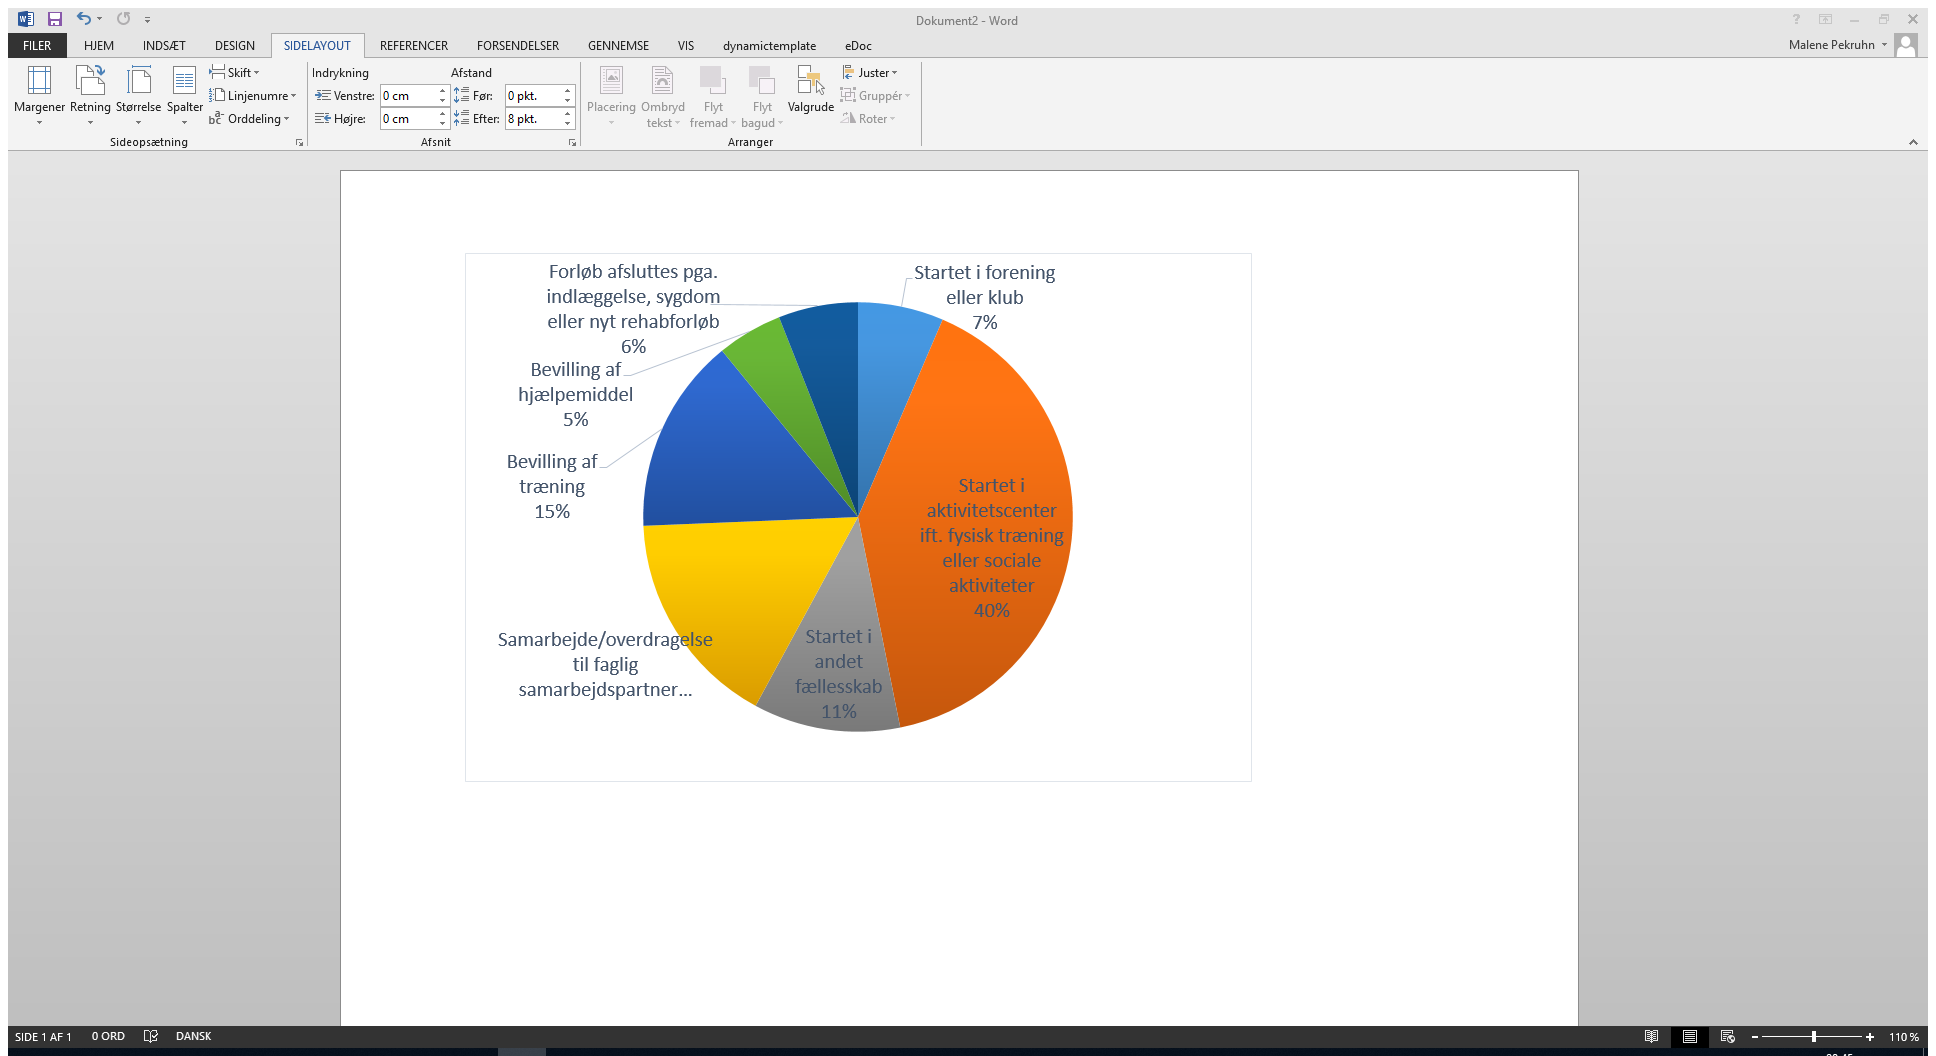 Dokument2 - Word
FILER HJEM INDSÆT DESIGN SIDELAYOUT REFERENCER FORSENDELSER GENNEMSE VIS dynamictemplate eDoc
Malene Pekruhn
Margener
Retning
Størrelse
Spalter
Skift
Linjenumre
Orddeling
Sideopsætning
Indrykning
Afstand
Venstre: 0 cm
Før: 0 pkt.
Højre: 0 cm
Efter: 8 pkt.
Afsnit
Placering
Ombryd
tekst
Flyt
fremad
Flyt
bagud
Valgrude
Juster
Gruppér
Roter
Arranger
Forløb afsluttes pga.
indlæggelse, sygdom
eller nyt rehabforløb
6%
Startet i forening
eller klub
7%
Bevilling af
hjælpemiddel
5%
Bevilling af
træning
15%
Startet i
aktivitetscenter
ift. fysisk træning
eller sociale
aktiviteter
40%
Samarbejde/overdragelse
til faglig
samarbejdspartner...
Startet i
andet
fællesskab
11%
SIDE 1 AF 1 0 ORD DANSK
110 %